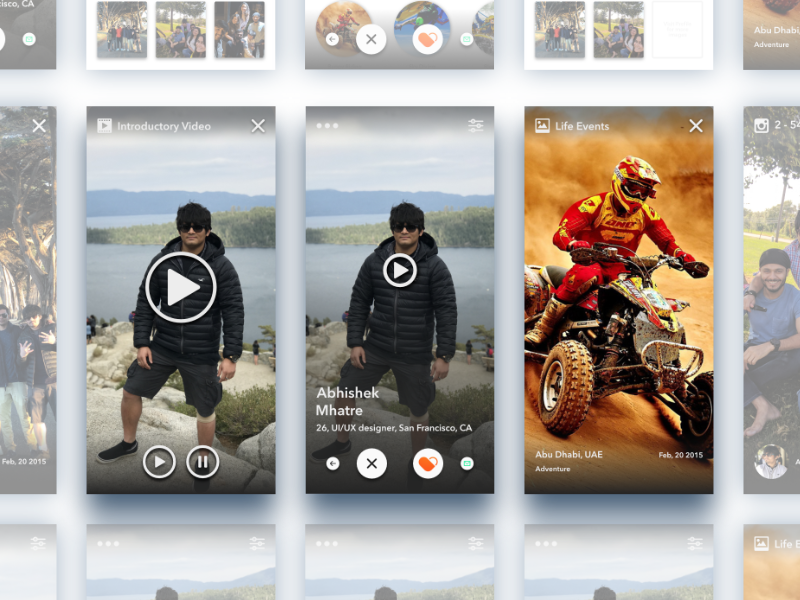 cisco, CA
Abu Dhabi,
Adventure
Introductory Video
Life Events
2 - 5
Abhishek
Mhatre
26, UI/UX designer, San Francisco, CA
Feb, 20 2015
Abu Dhabi, UAE
Feb, 20 2015
Adventure
Life E